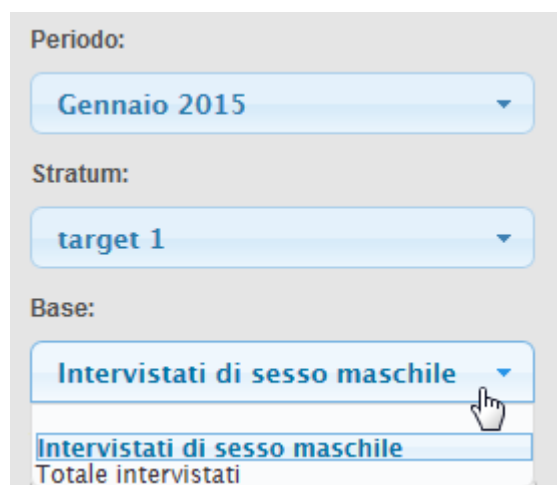 Periodo:
Gennaio 2015
Stratum:
target 1
Base:
Intervistati di sesso maschile
Intervistati di sesso maschile
Totale intervistati